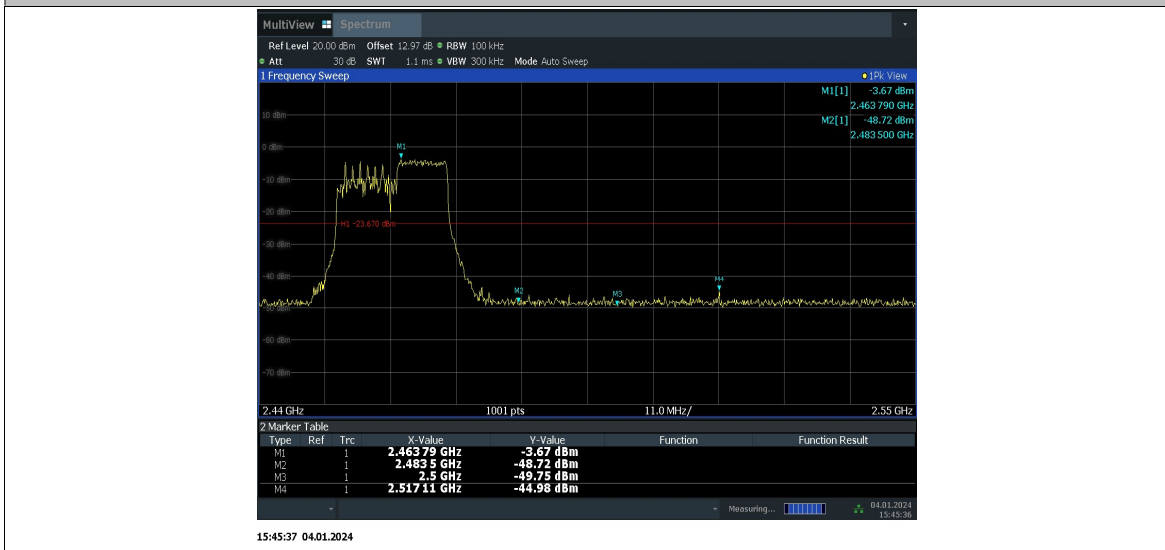 MultiView Spectrum
Ref Level 20.00 dBm Offset 12.97 dB RBW 100 kHz
Att 30 dB SWT 1.1 ms VBW 300 kHz Mode Auto Sweep
1 Frequency Sweep 1Pk View
M1[1] -3.67 dBm
2.463 790 GHz
M2[1] -48.72 dBm
2.483 500 GHz
10 dBm
0 dBm
M1
-10 dBm
-20 dBm
H1 -23.670 dBm
-30 dBm
-40 dBm
M2 M3 M4
-50 dBm
-60 dBm
-70 dBm
2.44 GHz 1001 pts 11.0 MHz/ 2.55 GHz
2 Marker Table
Type Ref Trc X-Value Y-Value Function Function Result
M1 1 2.463 79 GHz -3.67 dBm
M2 1 2.483 5 GHz -48.72 dBm
M3 1 2.5 GHz -49.75 dBm
M4 1 2.517 11 GHz -44.98 dBm
Measuring... 04.01.2024
15:45:36
15:45:37 04.01.2024